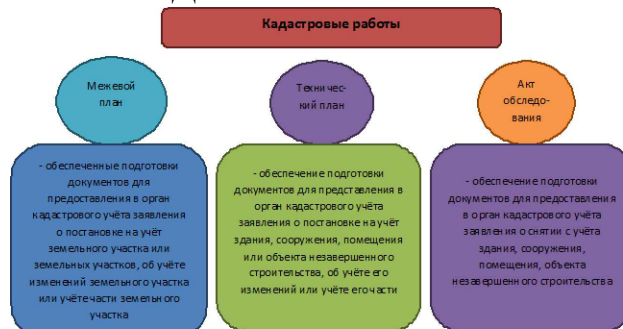 Кадастровые работы
Межевой
план
- обеспеченные подготовки
документов для
предоставления в орган
кадастрового учёта заявления
о постановке на учёт
земельного участка или
земельных участков, об учёте
изменений земельного участка
или учёте части земельного
участка
Техничес-
кий план
- обеспечение подготовки
документов для представления в
орган кадастрового учёта
заявления о постановке на учёт
здания, сооружения, помещения
или объекта незавершенного
строительства, об учёте его
изменений или учёте его части
Акт
обследо-
вания
- обеспечение подготовки
документов для предоставления
в орган кадастрового учёта
заявления о снятии с учёта
здания, сооружения,
помещения, объекта
незавершенного строительства